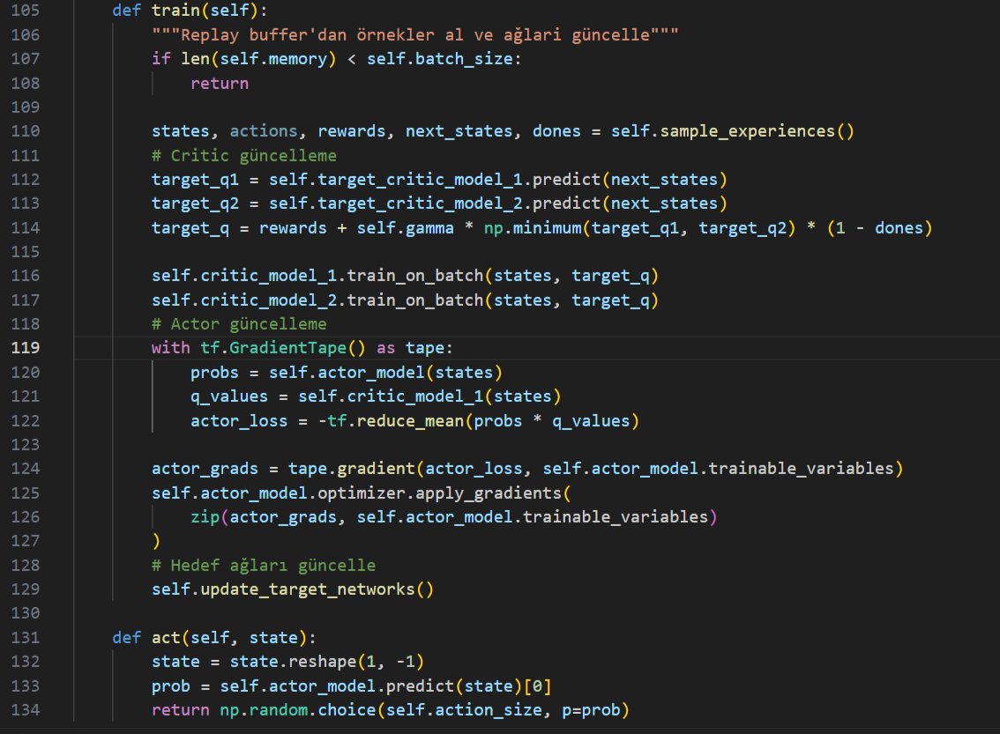 105 def train(self):
106 """Replay buffer'dan örnekler al ve ağlari güncelle"""
107 if len(self.memory) < self.batch_size:
108 return
109
110 states, actions, rewards, next_states, dones = self.sample_experiences()
111 # Critic güncelleme
112 target_q1 = self.target_critic_model_1.predict(next_states)
113 target_q2 = self.target_critic_model_2.predict(next_states)
114 target_q = rewards + self.gamma * np.minimum(target_q1, target_q2) * (1 - dones)
115
116 self.critic_model_1.train_on_batch(states, target_q)
117 self.critic_model_2.train_on_batch(states, target_q)
118 # Actor güncelleme
119 with tf.GradientTape() as tape:
120 probs = self.actor_model(states)
121 q_values = self.critic_model_1(states)
122 actor_loss = -tf.reduce_mean(probs * q_values)
123
124 actor_grads = tape.gradient(actor_loss, self.actor_model.trainable_variables)
125 self.actor_model.optimizer.apply_gradients(
126 zip(actor_grads, self.actor_model.trainable_variables)
127 )
128 # Hedef ağları güncelle
129 self.update_target_networks()
130
131 def act(self, state):
132 state = state.reshape(1, -1)
133 prob = self.actor_model.predict(state)[0]
134 return np.random.choice(self.action_size, p=prob)